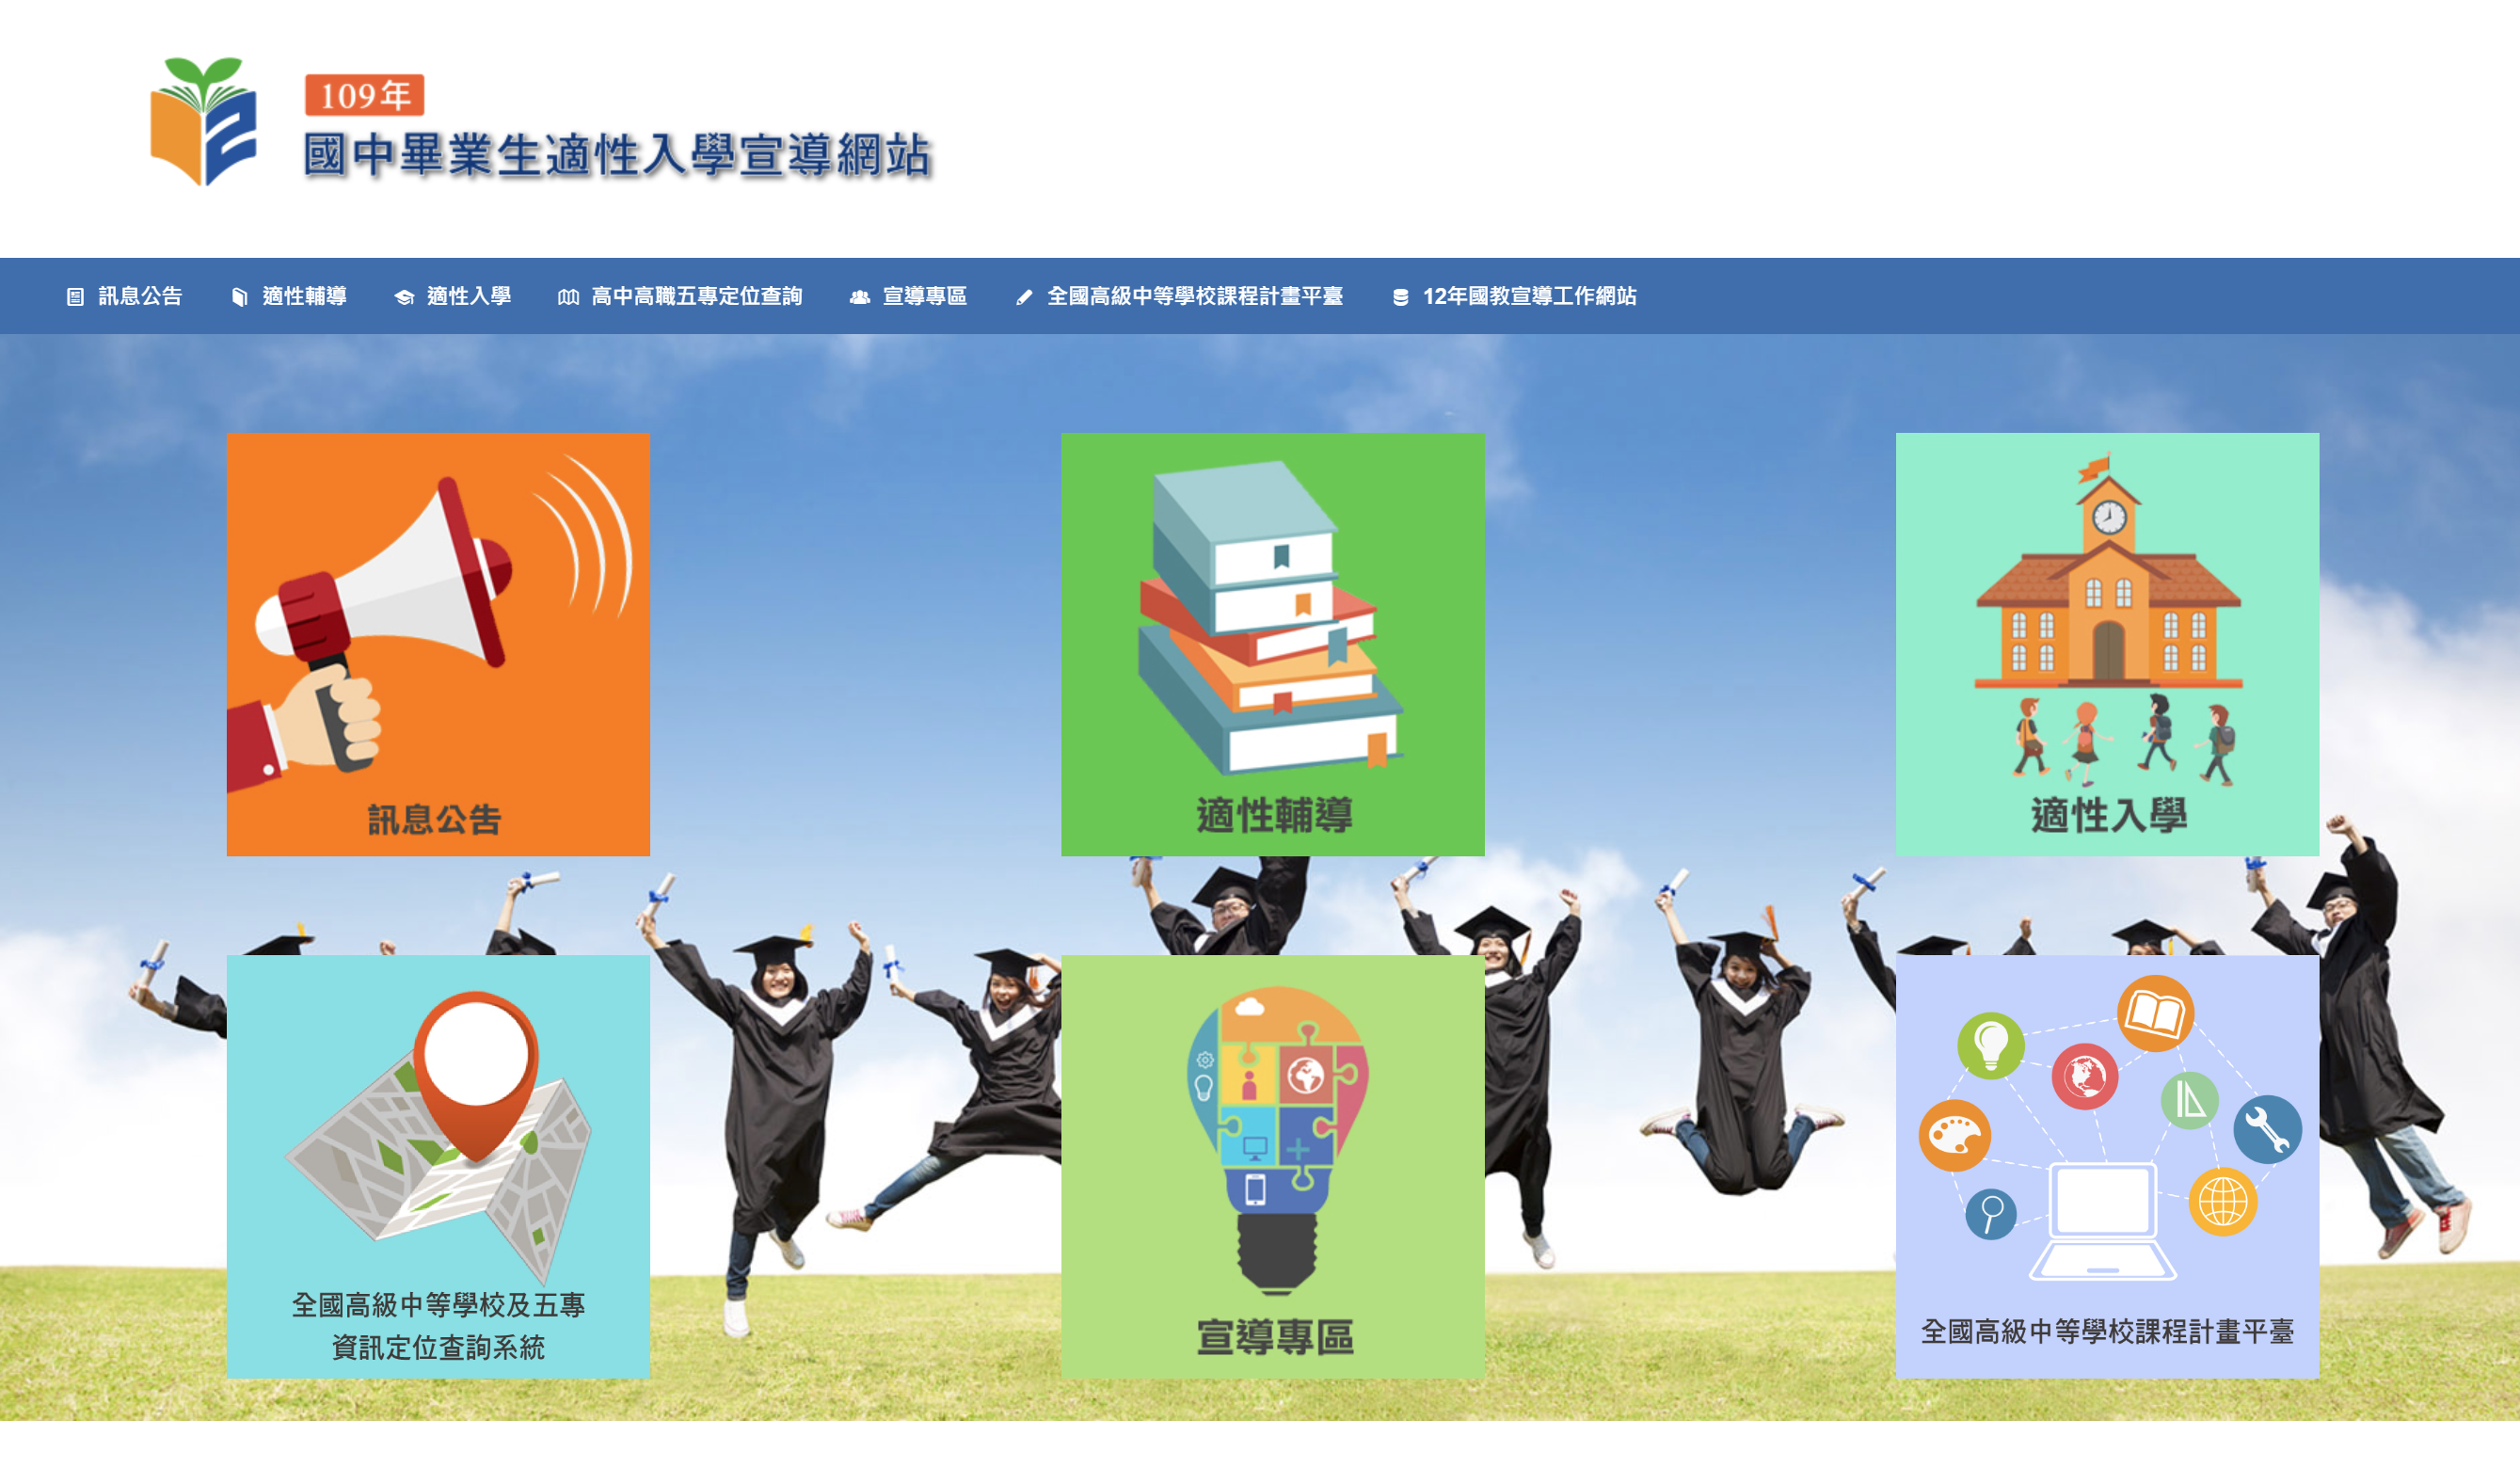 109年
國中畢業生適性入學宣導網站
訊息公告
適性輔導
適性入學
高中高職五專定位查詢
宣導專區
全國高級中等學校課程計畫平臺
12年國教宣導工作網站
訊息公告
適性輔導
適性入學
全國高級中等學校及五專
資訊定位查詢系統
宣導專區
全國高級中等學校課程計畫平臺